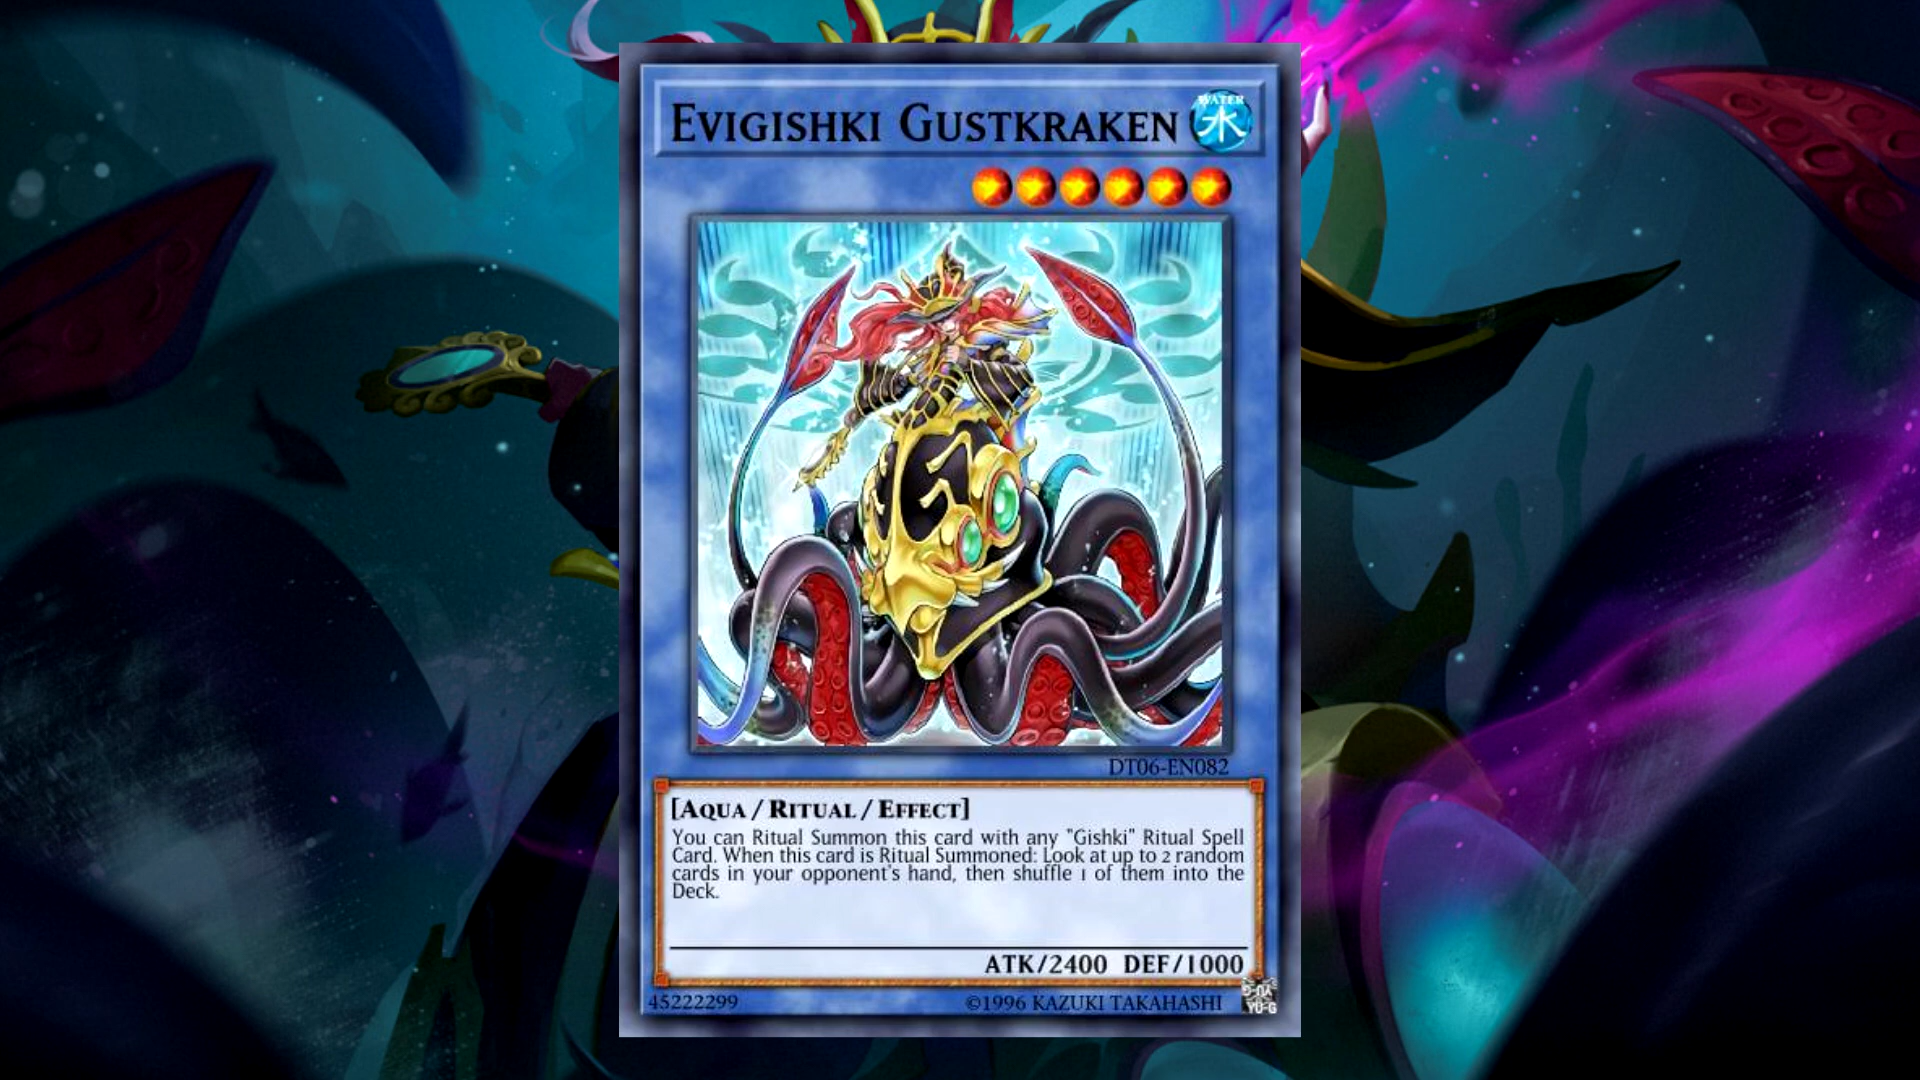 EVIGISHKI GUSTKRAKEN
WATER
水
DT06-EN082
[AQUA / RITUAL / EFFECT]
You can Ritual Summon this card with any "Gishki" Ritual Spell
Card. When this card is Ritual Summoned: Look at up to 2 random
cards in your opponent's hand, then shuffle 1 of them into the
Deck.
ATK/2400 DEF/1000
45222299
©1996 KAZUKI TAKAHASHI